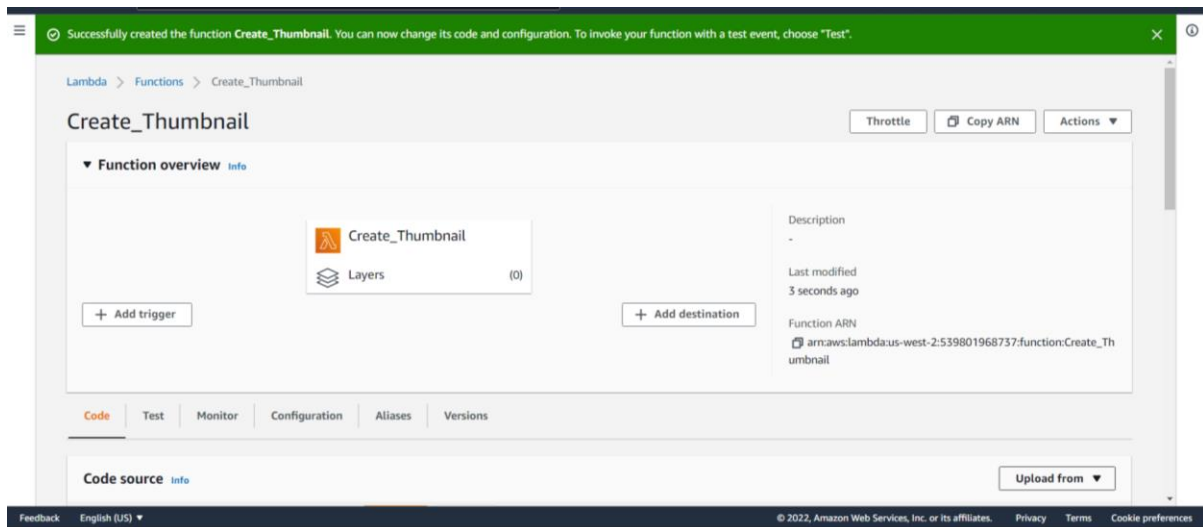 Successfully created the function Create_Thumbnail. You can now change its code and configuration. To invoke your function with a test event, choose "Test".
Lambda > Functions > Create_Thumbnail
Create_Thumbnail
Throttle
Copy ARN
Actions
Function overview Info
Create_Thumbnail
Layers (0)
+ Add trigger
+ Add destination
Description
-
Last modified
3 seconds ago
Function ARN
arn:aws:lambda:us-west-2:539801968737:function:Create_Th
umbnail
Code Test Monitor Configuration Aliases Versions
Code source Info
Upload from
Feedback English (US) © 2022, Amazon Web Services, Inc. or its affiliates. Privacy Terms Cookie preferences